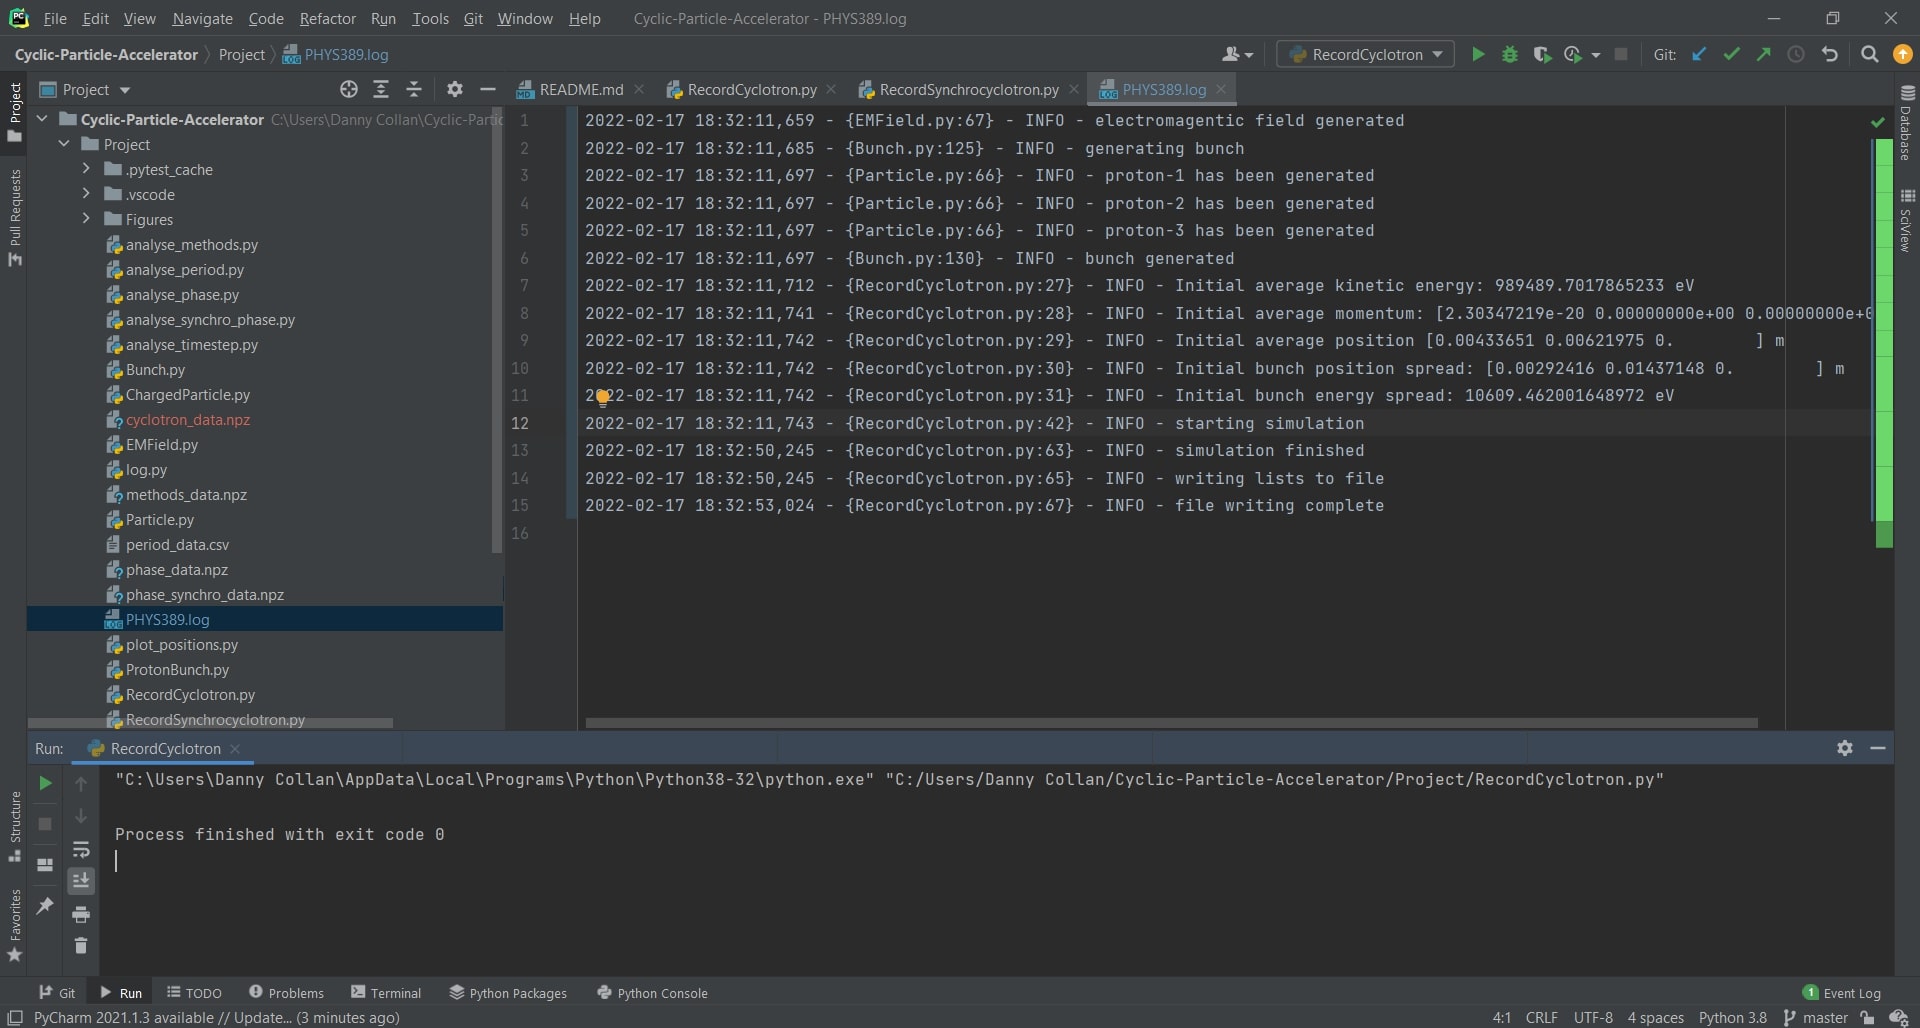 File Edit View Navigate Code Refactor Run Tools Git Window Help Cyclic-Particle-Accelerator - PHYS389.log
Cyclic-Particle-Accelerator Project PHYS389.log RecordCyclotron Git:
Project
README.md RecordCyclotron.py RecordSynchrocyclotron.py PHYS389.log
Project
Pull Requests
Structure
Favorites
Database
SciView
Cyclic-Particle-Accelerator C:\Users\Danny Collan\Cyclic-Partic
Project
.pytest_cache
.vscode
Figures
analyse_methods.py
analyse_period.py
analyse_phase.py
analyse_synchro_phase.py
analyse_timestep.py
Bunch.py
ChargedParticle.py
cyclotron_data.npz
EMField.py
log.py
methods_data.npz
Particle.py
period_data.csv
phase_data.npz
phase_synchro_data.npz
PHYS389.log
plot_positions.py
ProtonBunch.py
RecordCyclotron.py
RecordSynchrocyclotron.py
1 2022-02-17 18:32:11,659 - {EMField.py:67} - INFO - electromagentic field generated
2 2022-02-17 18:32:11,685 - {Bunch.py:125} - INFO - generating bunch
3 2022-02-17 18:32:11,697 - {Particle.py:66} - INFO - proton-1 has been generated
4 2022-02-17 18:32:11,697 - {Particle.py:66} - INFO - proton-2 has been generated
5 2022-02-17 18:32:11,697 - {Particle.py:66} - INFO - proton-3 has been generated
6 2022-02-17 18:32:11,697 - {Bunch.py:130} - INFO - bunch generated
7 2022-02-17 18:32:11,712 - {RecordCyclotron.py:27} - INFO - Initial average kinetic energy: 989489.7017865233 eV
8 2022-02-17 18:32:11,741 - {RecordCyclotron.py:28} - INFO - Initial average momentum: [2.30347219e-20 0.00000000e+00 0.00000000e+0
9 2022-02-17 18:32:11,742 - {RecordCyclotron.py:29} - INFO - Initial average position [0.00433651 0.00621975 0. ] m
10 2022-02-17 18:32:11,742 - {RecordCyclotron.py:30} - INFO - Initial bunch position spread: [0.00292416 0.01437148 0. ] m
11 2022-02-17 18:32:11,742 - {RecordCyclotron.py:31} - INFO - Initial bunch energy spread: 10609.462001648972 eV
12 2022-02-17 18:32:11,743 - {RecordCyclotron.py:42} - INFO - starting simulation
13 2022-02-17 18:32:50,245 - {RecordCyclotron.py:63} - INFO - simulation finished
14 2022-02-17 18:32:50,245 - {RecordCyclotron.py:65} - INFO - writing lists to file
15 2022-02-17 18:32:53,024 - {RecordCyclotron.py:67} - INFO - file writing complete
16
Run: RecordCyclotron
"C:\Users\Danny Collan\AppData\Local\Programs\Python\Python38-32\python.exe" "C:/Users/Danny Collan/Cyclic-Particle-Accelerator/Project/RecordCyclotron.py"
Process finished with exit code 0
Git Run TODO Problems Terminal Python Packages Python Console 1 Event Log
PyCharm 2021.1.3 available // Update... (3 minutes ago) 4:1 CRLF UTF-8 4 spaces Python 3.8 master